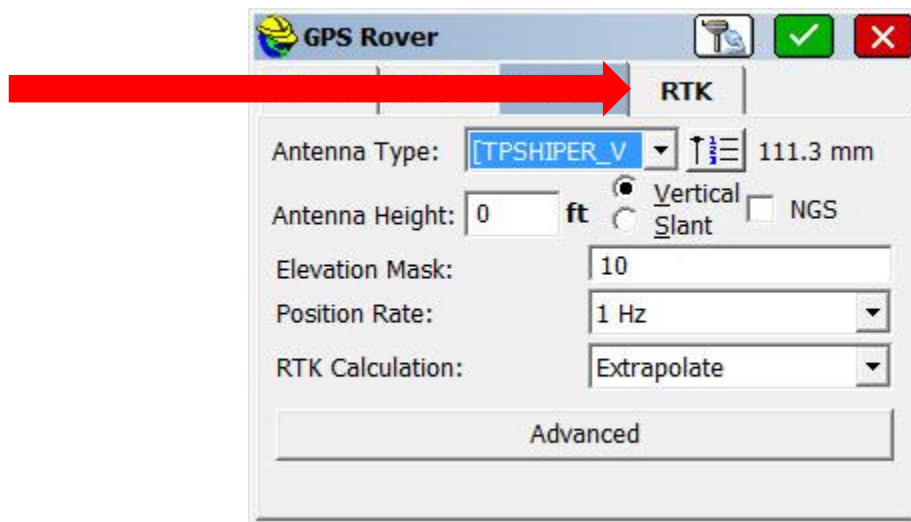 GPS Rover
RTK
Antenna Type: [TPSHIPER_V 111.3 mm
Antenna Height: 0 ft Vertical NGS
Slant
Elevation Mask: 10
Position Rate: 1 Hz
RTK Calculation: Extrapolate
Advanced